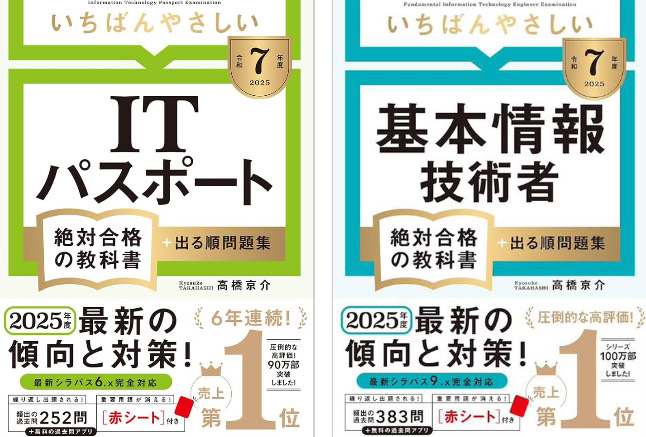 Information Technology Passport Examination
いちばんやさしい
令和
7
年度
2025
IT
パスポート
絶対合格
の教科書
+出る順問題集
Kyosuke
TAKAHASHI
高橋京介
2025年度
最新の
傾向と対策!
最新シラバス6.x完全対応
繰り返し出題される!
頻出の
過去問
252問
+無料の過去問アプリ
重要用語が消える!
[赤シート]付き
6年連続!
圧倒的な
高評価!
90万部
突破
しました!
売上
第1位
Fundamental Information Technology Engineer Examination
いちばんやさしい
令和
7
年度
2025
基本情報
技術者
絶対合格
の教科書
+出る順問題集
Kyosuke
TAKAHASHI
高橋京介
2025年度
最新の
傾向と対策!
最新シラバス9.x完全対応
繰り返し出題される!
頻出の
過去問
383問
+無料の過去問アプリ
重要用語が消える!
[赤シート]付き
圧倒的な高評価!
シリーズ
100万部
突破
しました!
売上
第1位